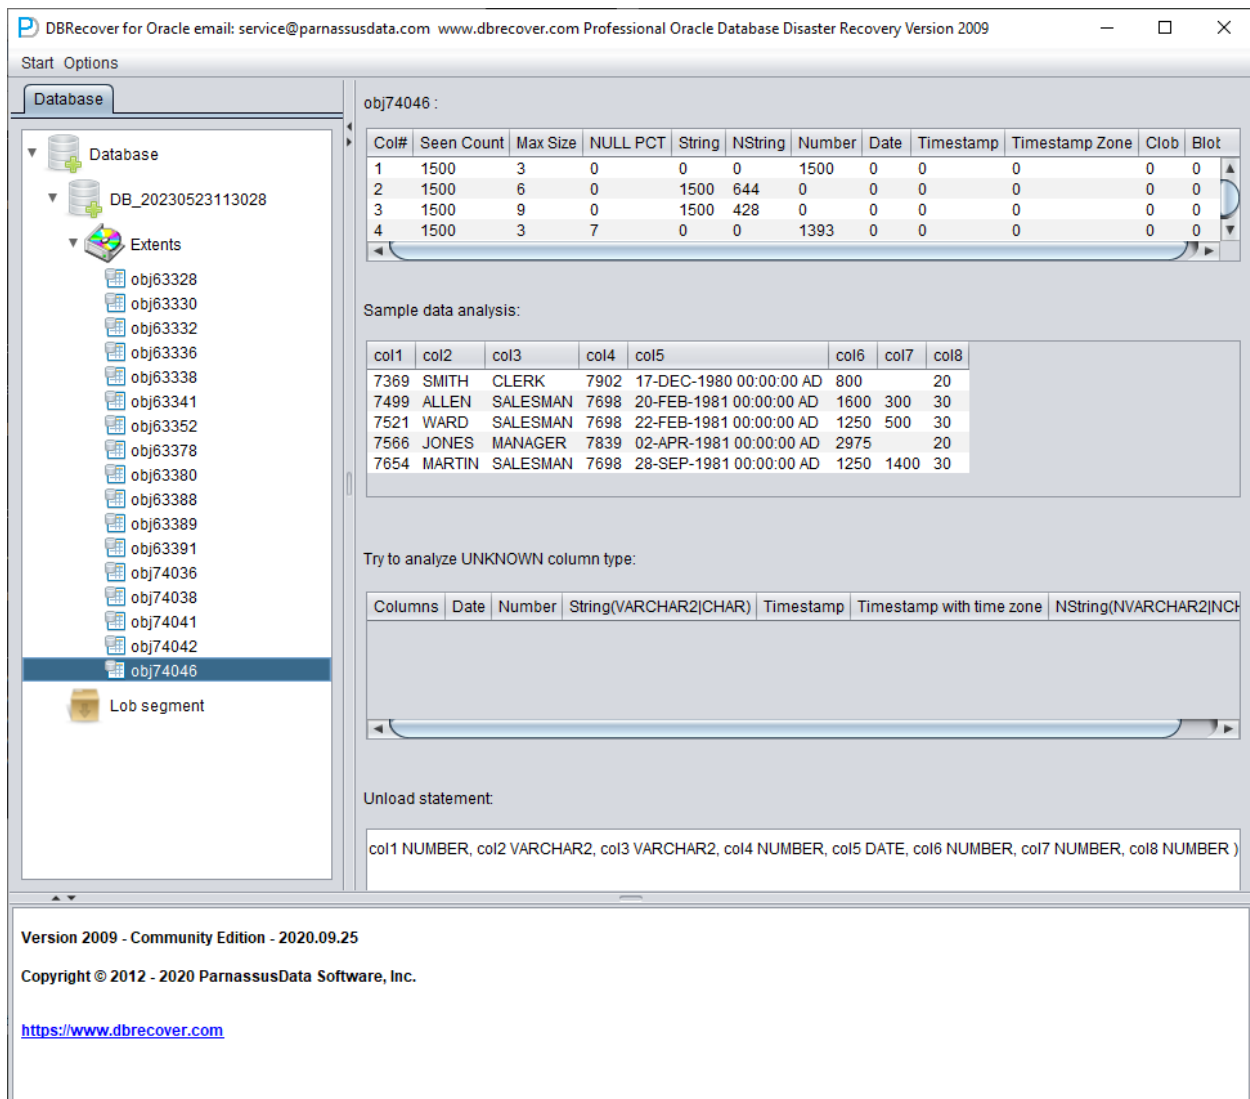 DBRecover for Oracle email: service@parnassusdata.com www.dbrecover.com Professional Oracle Database Disaster Recovery Version 2009
Start Options
Database
Database
DB_20230523113028
Extents
obj63328
obj63330
obj63332
obj63336
obj63338
obj63341
obj63352
obj63378
obj63380
obj63388
obj63389
obj63391
obj74036
obj74038
obj74041
obj74042
obj74046
Lob segment
obj74046 :
Col# Seen Count Max Size NULL PCT String NString Number Date Timestamp Timestamp Zone Clob Blot
1 1500 3 0 0 0 1500 0 0 0 0 0
2 1500 6 0 1500 644 0 0 0 0 0 0
3 1500 9 0 1500 428 0 0 0 0 0 0
4 1500 3 7 0 0 1393 0 0 0 0 0
Sample data analysis:
col1 col2 col3 col4 col5 col6 col7 col8
7369 SMITH CLERK 7902 17-DEC-1980 00:00:00 AD 800 20
7499 ALLEN SALESMAN 7698 20-FEB-1981 00:00:00 AD 1600 300 30
7521 WARD SALESMAN 7698 22-FEB-1981 00:00:00 AD 1250 500 30
7566 JONES MANAGER 7839 02-APR-1981 00:00:00 AD 2975 20
7654 MARTIN SALESMAN 7698 28-SEP-1981 00:00:00 AD 1250 1400 30
Try to analyze UNKNOWN column type:
Columns Date Number String(VARCHAR2|CHAR) Timestamp Timestamp with time zone NString(NVARCHAR2|NCH
Unload statement:
col1 NUMBER, col2 VARCHAR2, col3 VARCHAR2, col4 NUMBER, col5 DATE, col6 NUMBER, col7 NUMBER, col8 NUMBER )
Version 2009 - Community Edition - 2020.09.25
Copyright © 2012 - 2020 ParnassusData Software, Inc.
https://www.dbrecover.com